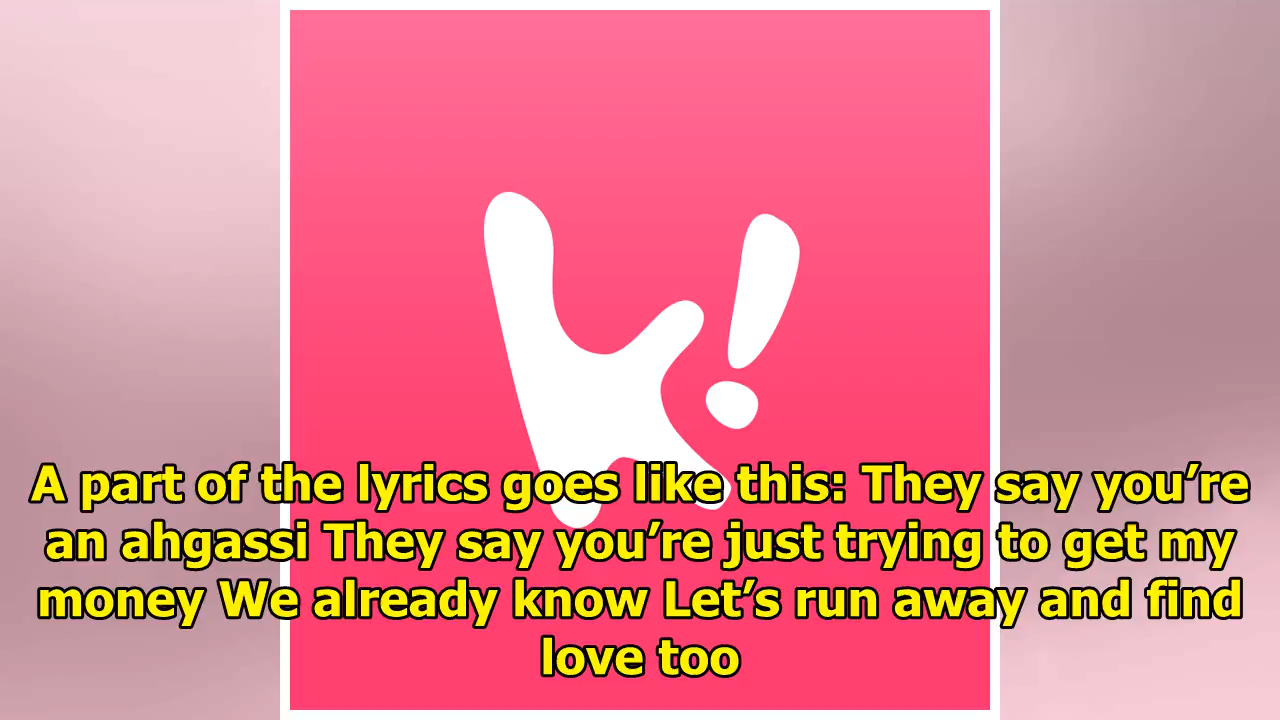 k!
A part of the lyrics goes like this: They say you’re
an ahgassi They say you’re just trying to get my
money We already know Let’s run away and find
love too